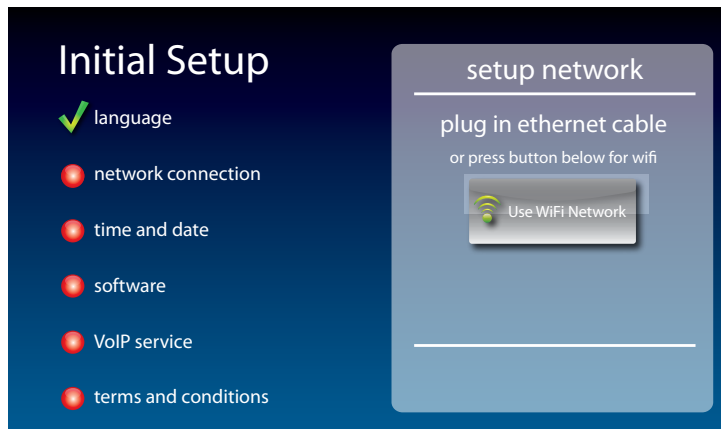 Initial Setup
language
network connection
time and date
software
VoIP service
terms and conditions
setup network
plug in ethernet cable
or press button below for wifi
Use WiFi Network